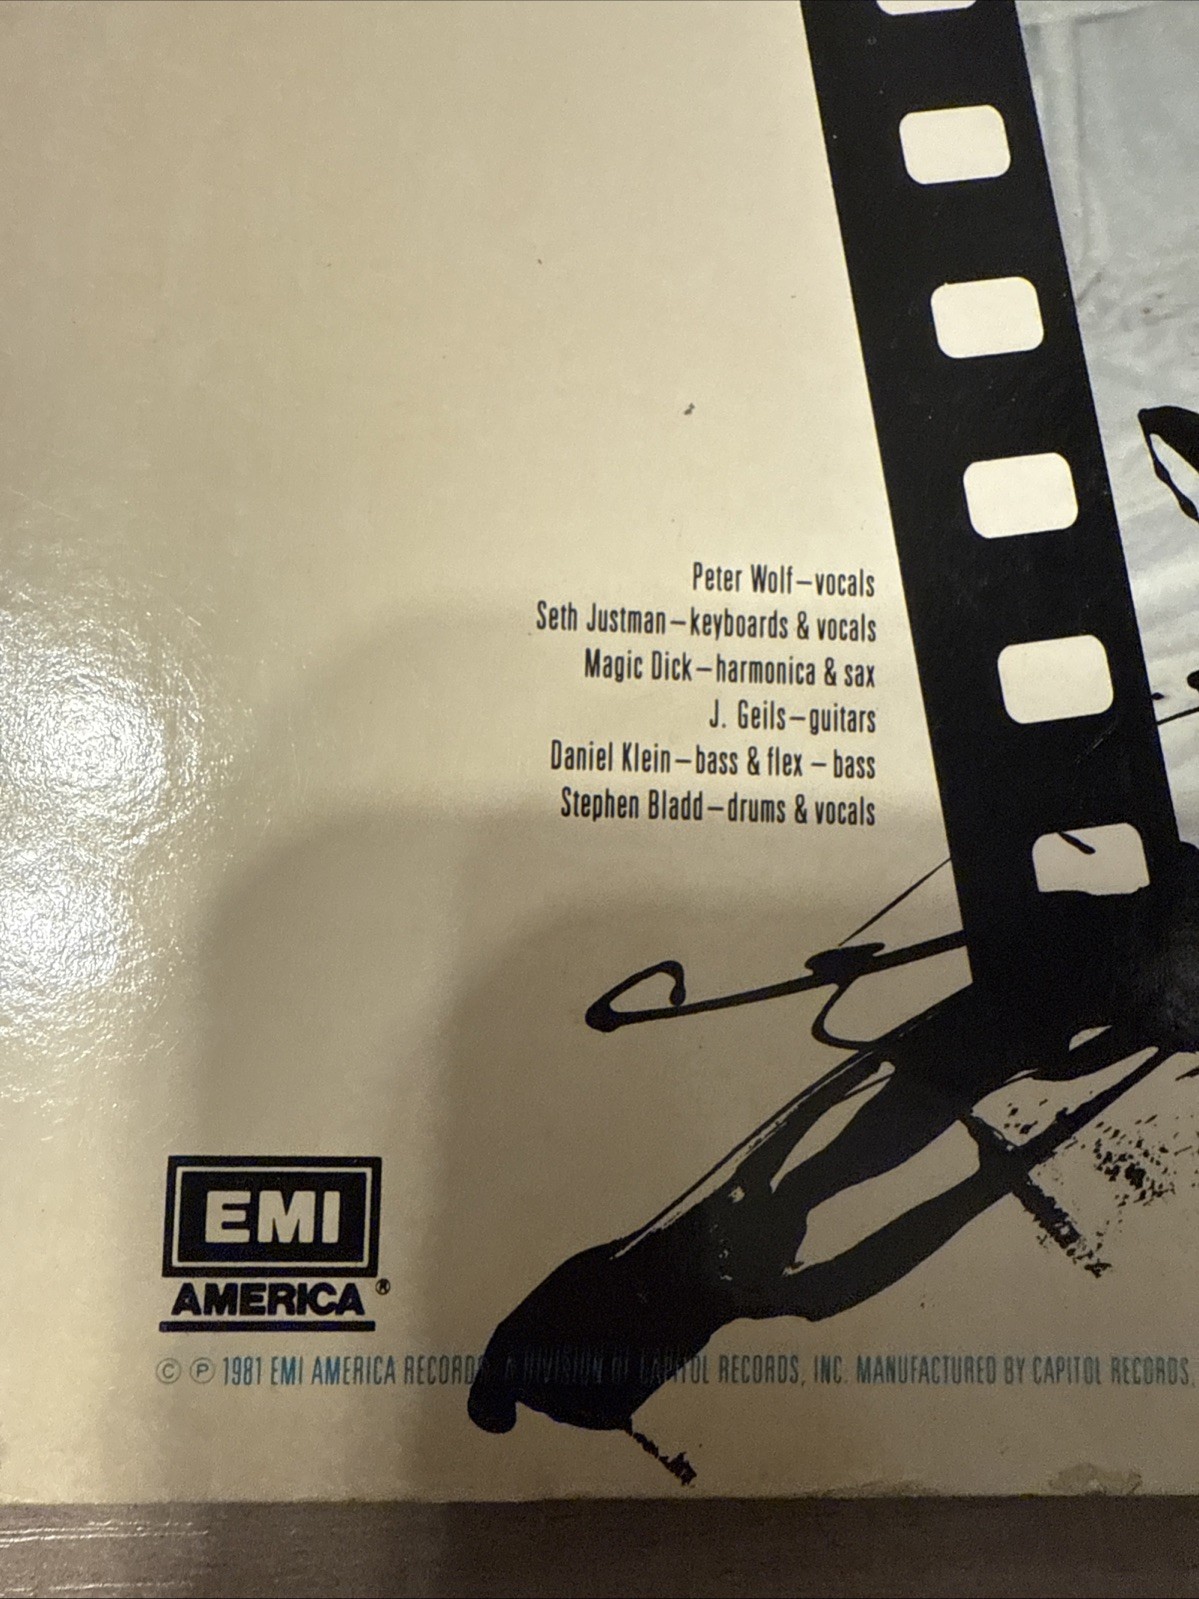 Peter Wolf–vocals
Seth Justman–keyboards & vocals
Magic Dick–harmonica & sax
J. Geils–guitars
Daniel Klein–bass & flex – bass
Stephen Bladd–drums & vocals
EMI
AMERICA®
© ℗ 1981 EMI AMERICA RECORDS, A DIVISION OF CAPITOL RECORDS, INC. MANUFACTURED BY CAPITOL RECORDS,